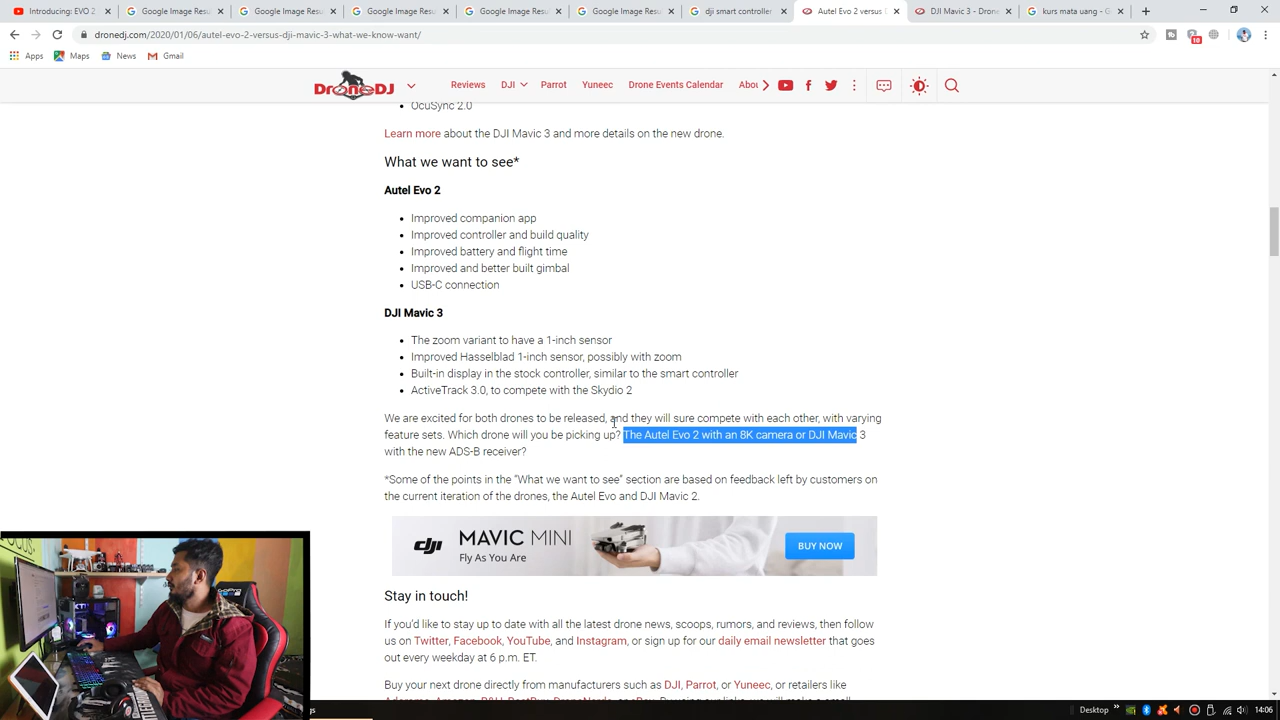 Introducing: EVO 2
Google Image Resu
Google Image Resu
Google Image Resu
Google Image Resu
Google Image Resu
dji smart controller
Autel Evo 2 versus D
DJI Mavic 3 - Drone
kurs mata uang - G
dronedj.com/2020/01/06/autel-evo-2-versus-dji-mavic-3-what-we-know-want/
10
Apps
Maps
News
Gmail
DroneDJ
Reviews
DJI
Parrot
Yuneec
Drone Events Calendar
Abou
OcuSync 2.0
Learn more about the DJI Mavic 3 and more details on the new drone.
What we want to see*
Autel Evo 2
Improved companion app
Improved controller and build quality
Improved battery and flight time
Improved and better built gimbal
USB-C connection
DJI Mavic 3
The zoom variant to have a 1-inch sensor
Improved Hasselblad 1-inch sensor, possibly with zoom
Built-in display in the stock controller, similar to the smart controller
ActiveTrack 3.0, to compete with the Skydio 2
We are excited for both drones to be released, and they will sure compete with each other, with varying
feature sets. Which drone will you be picking up? The Autel Evo 2 with an 8K camera or DJI Mavic 3
with the new ADS-B receiver?
*Some of the points in the “What we want to see” section are based on feedback left by customers on
the current iteration of the drones, the Autel Evo and DJI Mavic 2.
dji
MAVIC MINI
Fly As You Are
BUY NOW
Stay in touch!
If you’d like to stay up to date with all the latest drone news, scoops, rumors, and reviews, then follow
us on Twitter, Facebook, YouTube, and Instagram, or sign up for our daily email newsletter that goes
out every weekday at 6 p.m. ET.
Buy your next drone directly from manufacturers such as DJI, Parrot, or Yuneec, or retailers like
GoPro
Desktop
14:06